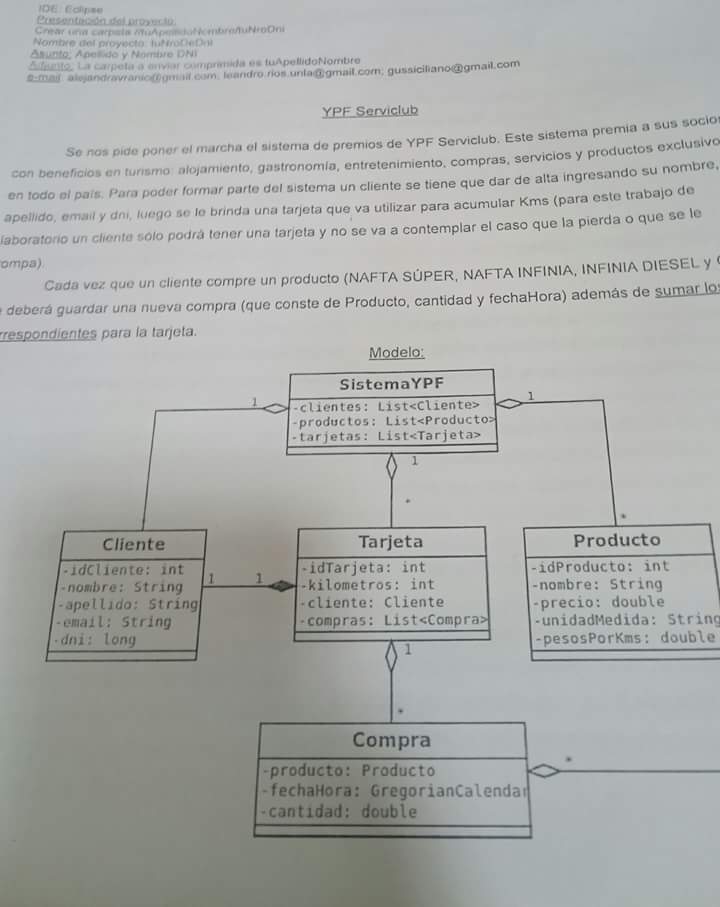 IDE: Eclipse
Presentación del proyecto:
Crear una carpeta //tuApellidoNombre/tuNroDni
Nombre del proyecto: tuNroDeDni
Asunto: Apellido y Nombre DNI
Adjunto: La carpeta a enviar comprimida es tuApellidoNombre
e-mail: alejandravranic@gmail.com; leandro.rios.unla@gmail.com; gussiciliano@gmail.com
YPF Serviclub
Se nos pide poner el marcha el sistema de premios de YPF Serviclub. Este sistema premia a sus socios
con beneficios en turismo: alojamiento, gastronomía, entretenimiento, compras, servicios y productos exclusivo
en todo el país. Para poder formar parte del sistema un cliente se tiene que dar de alta ingresando su nombre,
apellido, email y dni, luego se le brinda una tarjeta que va utilizar para acumular Kms (para este trabajo de
laboratorio un cliente sólo podrá tener una tarjeta y no se va a contemplar el caso que la pierda o que se le
rompa).
Cada vez que un cliente compre un producto (NAFTA SÚPER, NAFTA INFINIA, INFINIA DIESEL y
deberá guardar una nueva compra (que conste de Producto, cantidad y fechaHora) además de sumar los
rrespondientes para la tarjeta.
Modelo:
SistemaYPF
-clientes: List<Cliente>
-productos: List<Producto>
-tarjetas: List<Tarjeta>
1
1
1
*
*
Cliente
-idCliente: int
-nombre: String
-apellido: String
-email: String
-dni: long
1
1
Tarjeta
-idTarjeta: int
-kilometros: int
-cliente: Cliente
-compras: List<Compra>
Producto
-idProducto: int
-nombre: String
-precio: double
-unidadMedida: String
-pesosPorKms: double
1
*
Compra
-producto: Producto
-fechaHora: GregorianCalendar
-cantidad: double
*